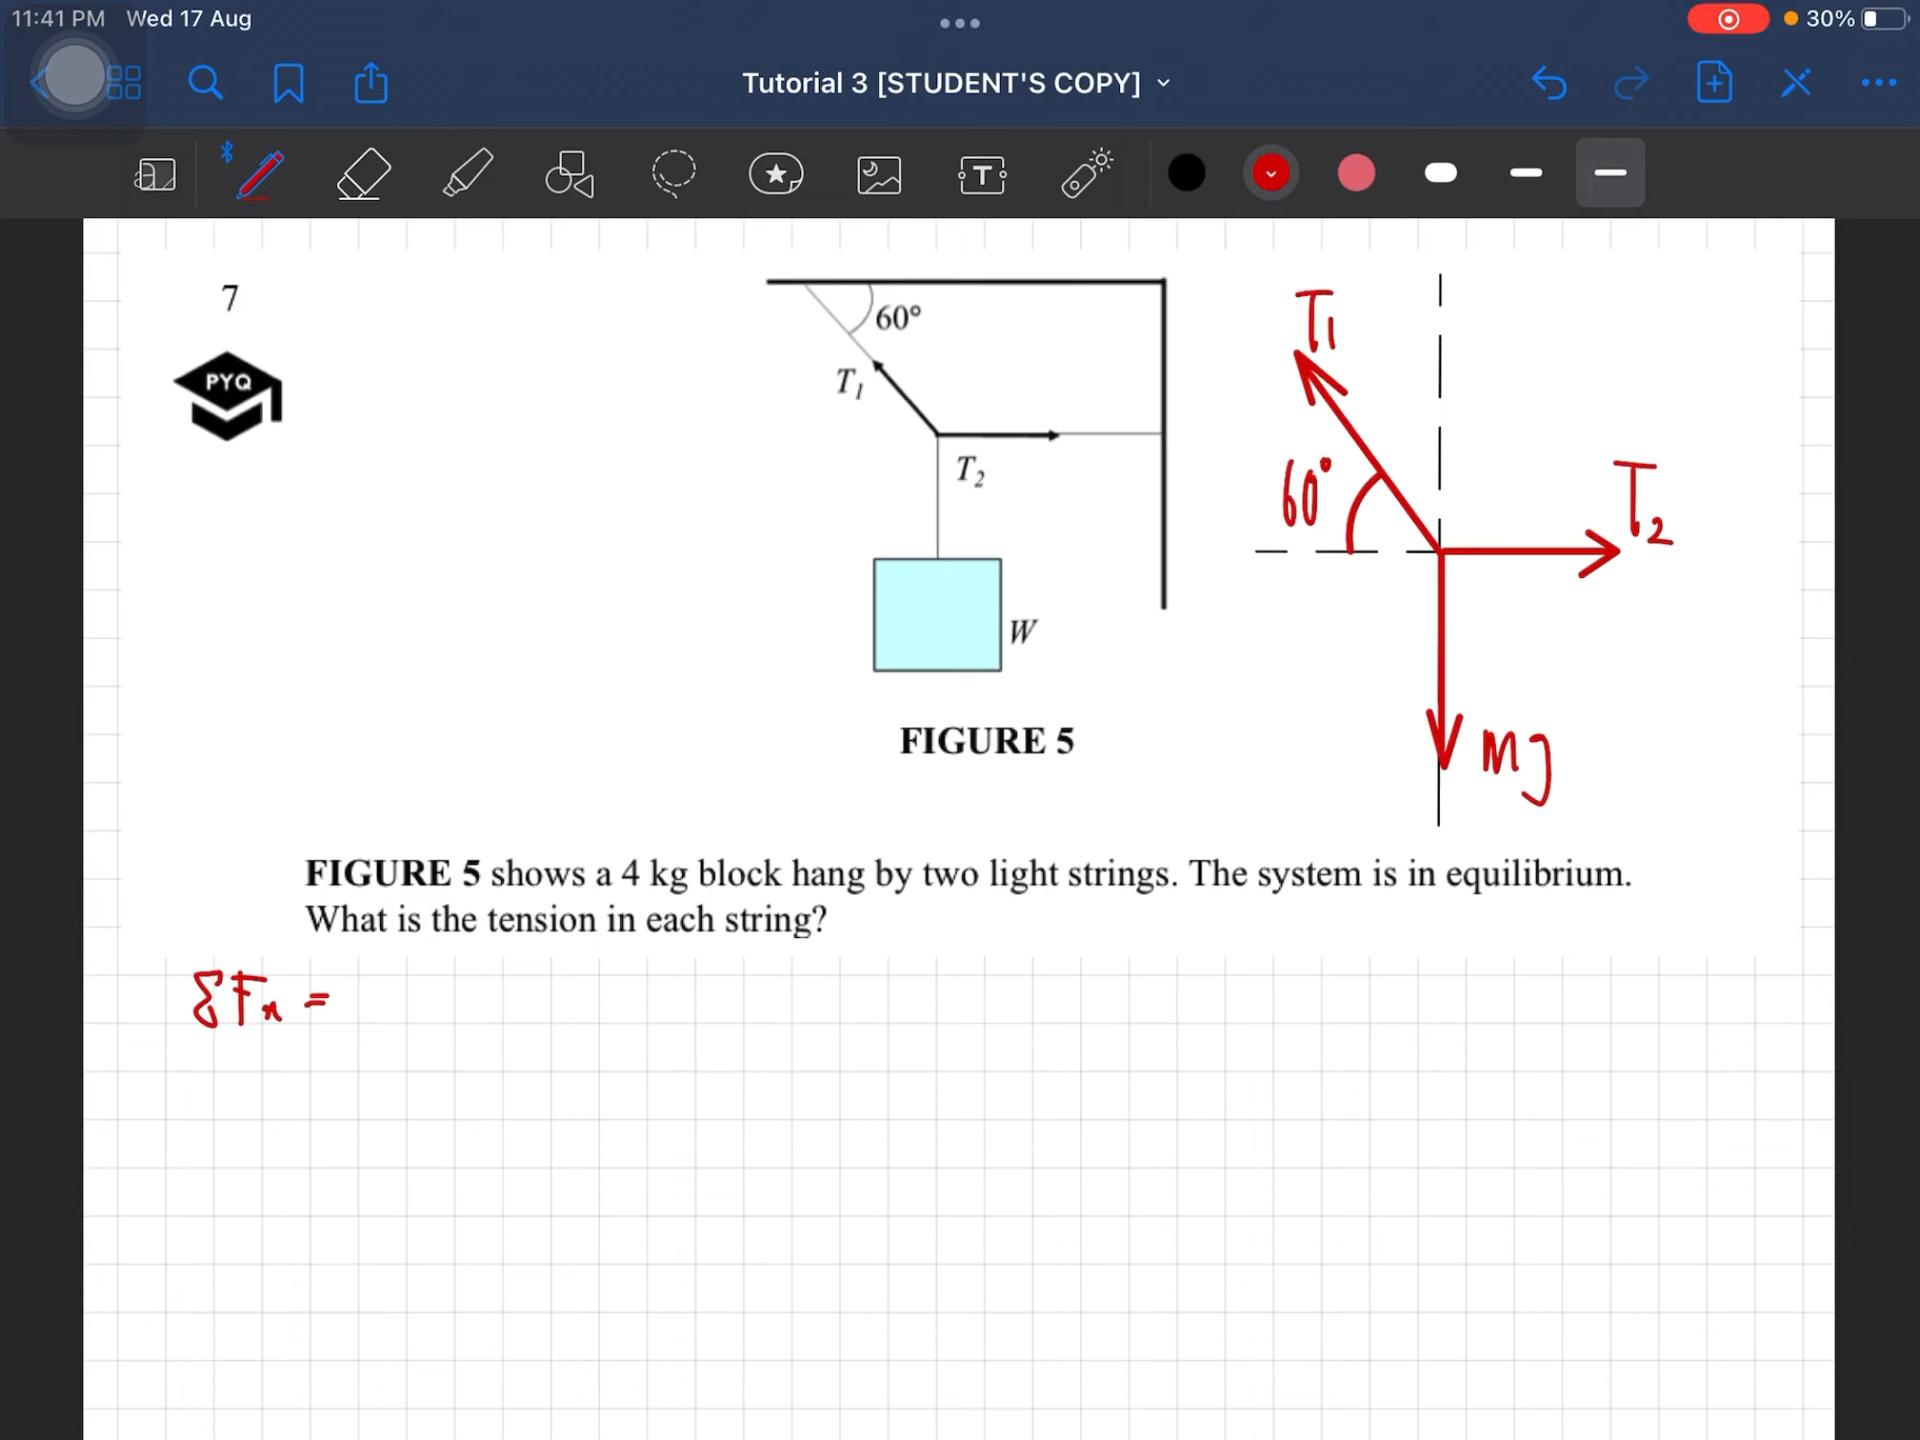 11:41 PM Wed 17 Aug
30%
Tutorial 3 [STUDENT'S COPY]
7
PYQ
60°
T1
T2
W
FIGURE 5
T1
60°
T2
mg
FIGURE 5 shows a 4 kg block hang by two light strings. The system is in equilibrium.
What is the tension in each string?
ΣFx =